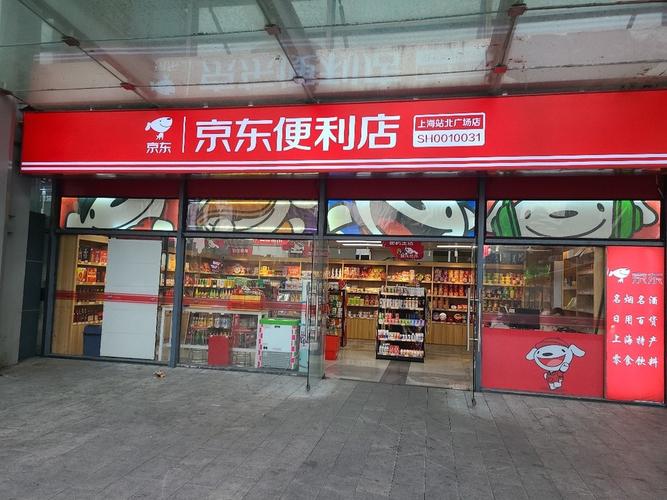 京东
京东便利店
上海站北广场店
SH0010031
京东
名烟名酒
日用百货
上海特产
零食饮料